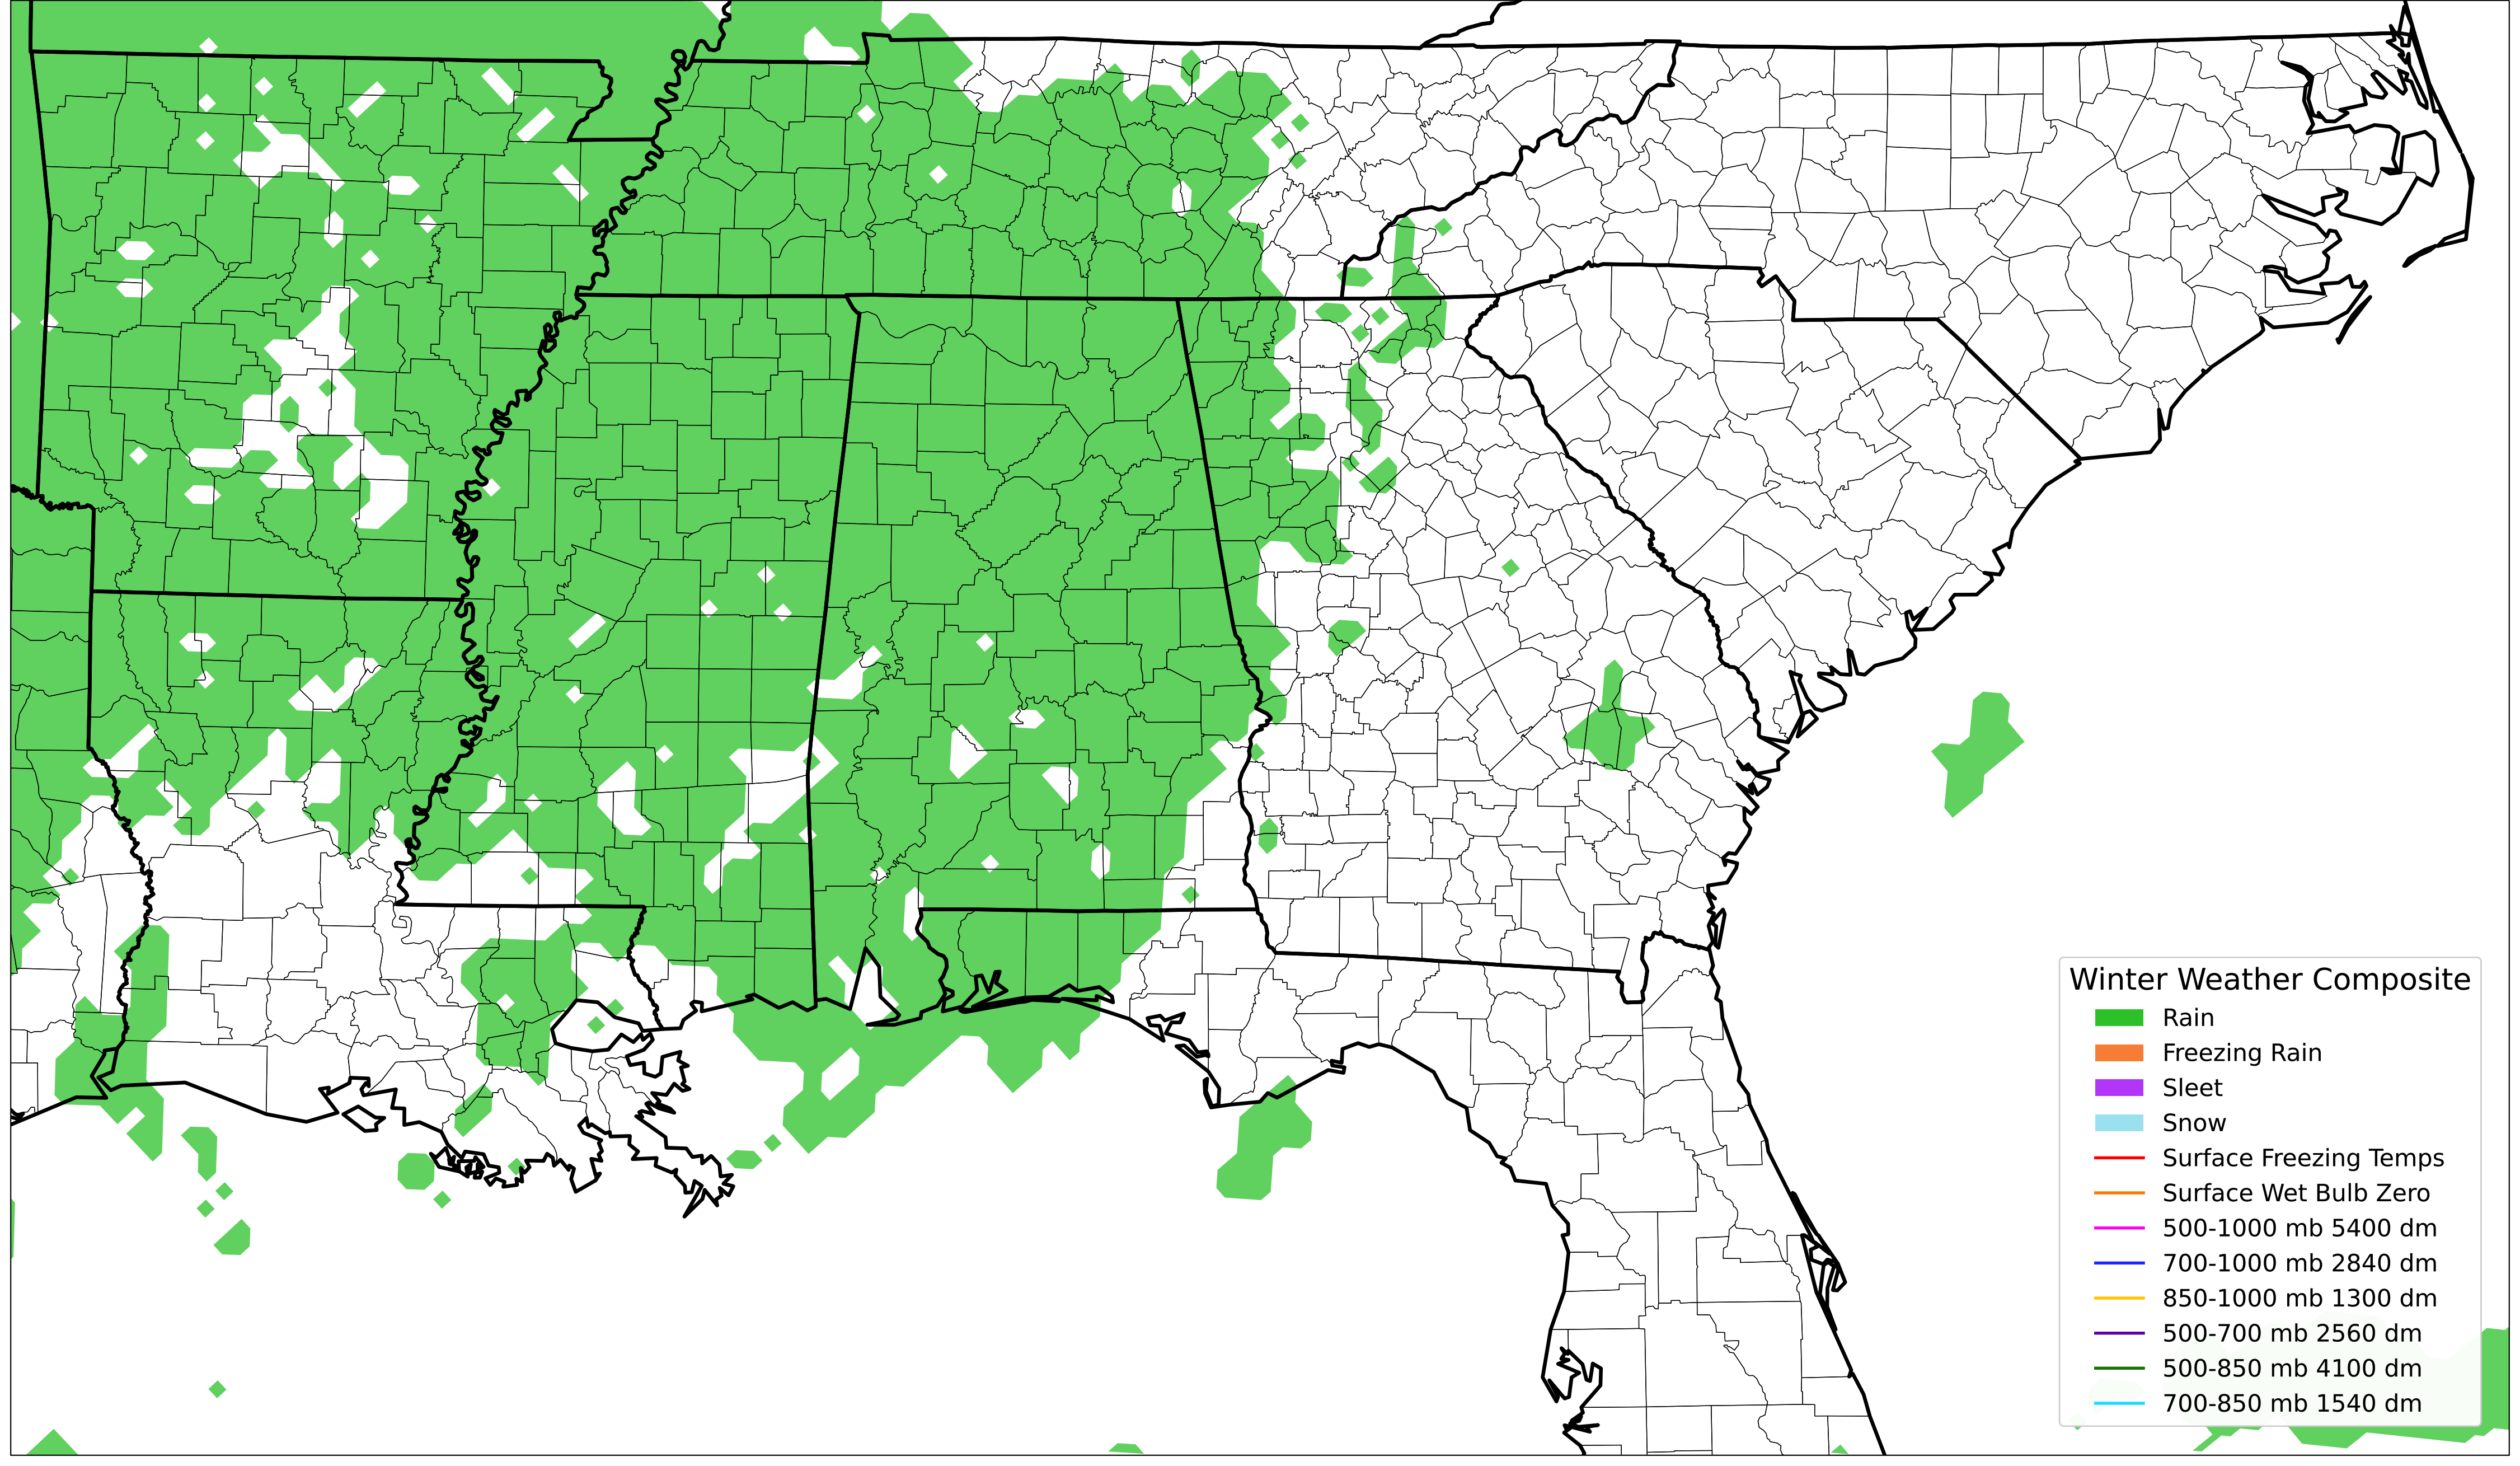 Winter Weather Composite
Rain
Freezing Rain
Sleet
Snow
Surface Freezing Temps
Surface Wet Bulb Zero
500-1000 mb 5400 dm
700-1000 mb 2840 dm
850-1000 mb 1300 dm
500-700 mb 2560 dm
500-850 mb 4100 dm
700-850 mb 1540 dm